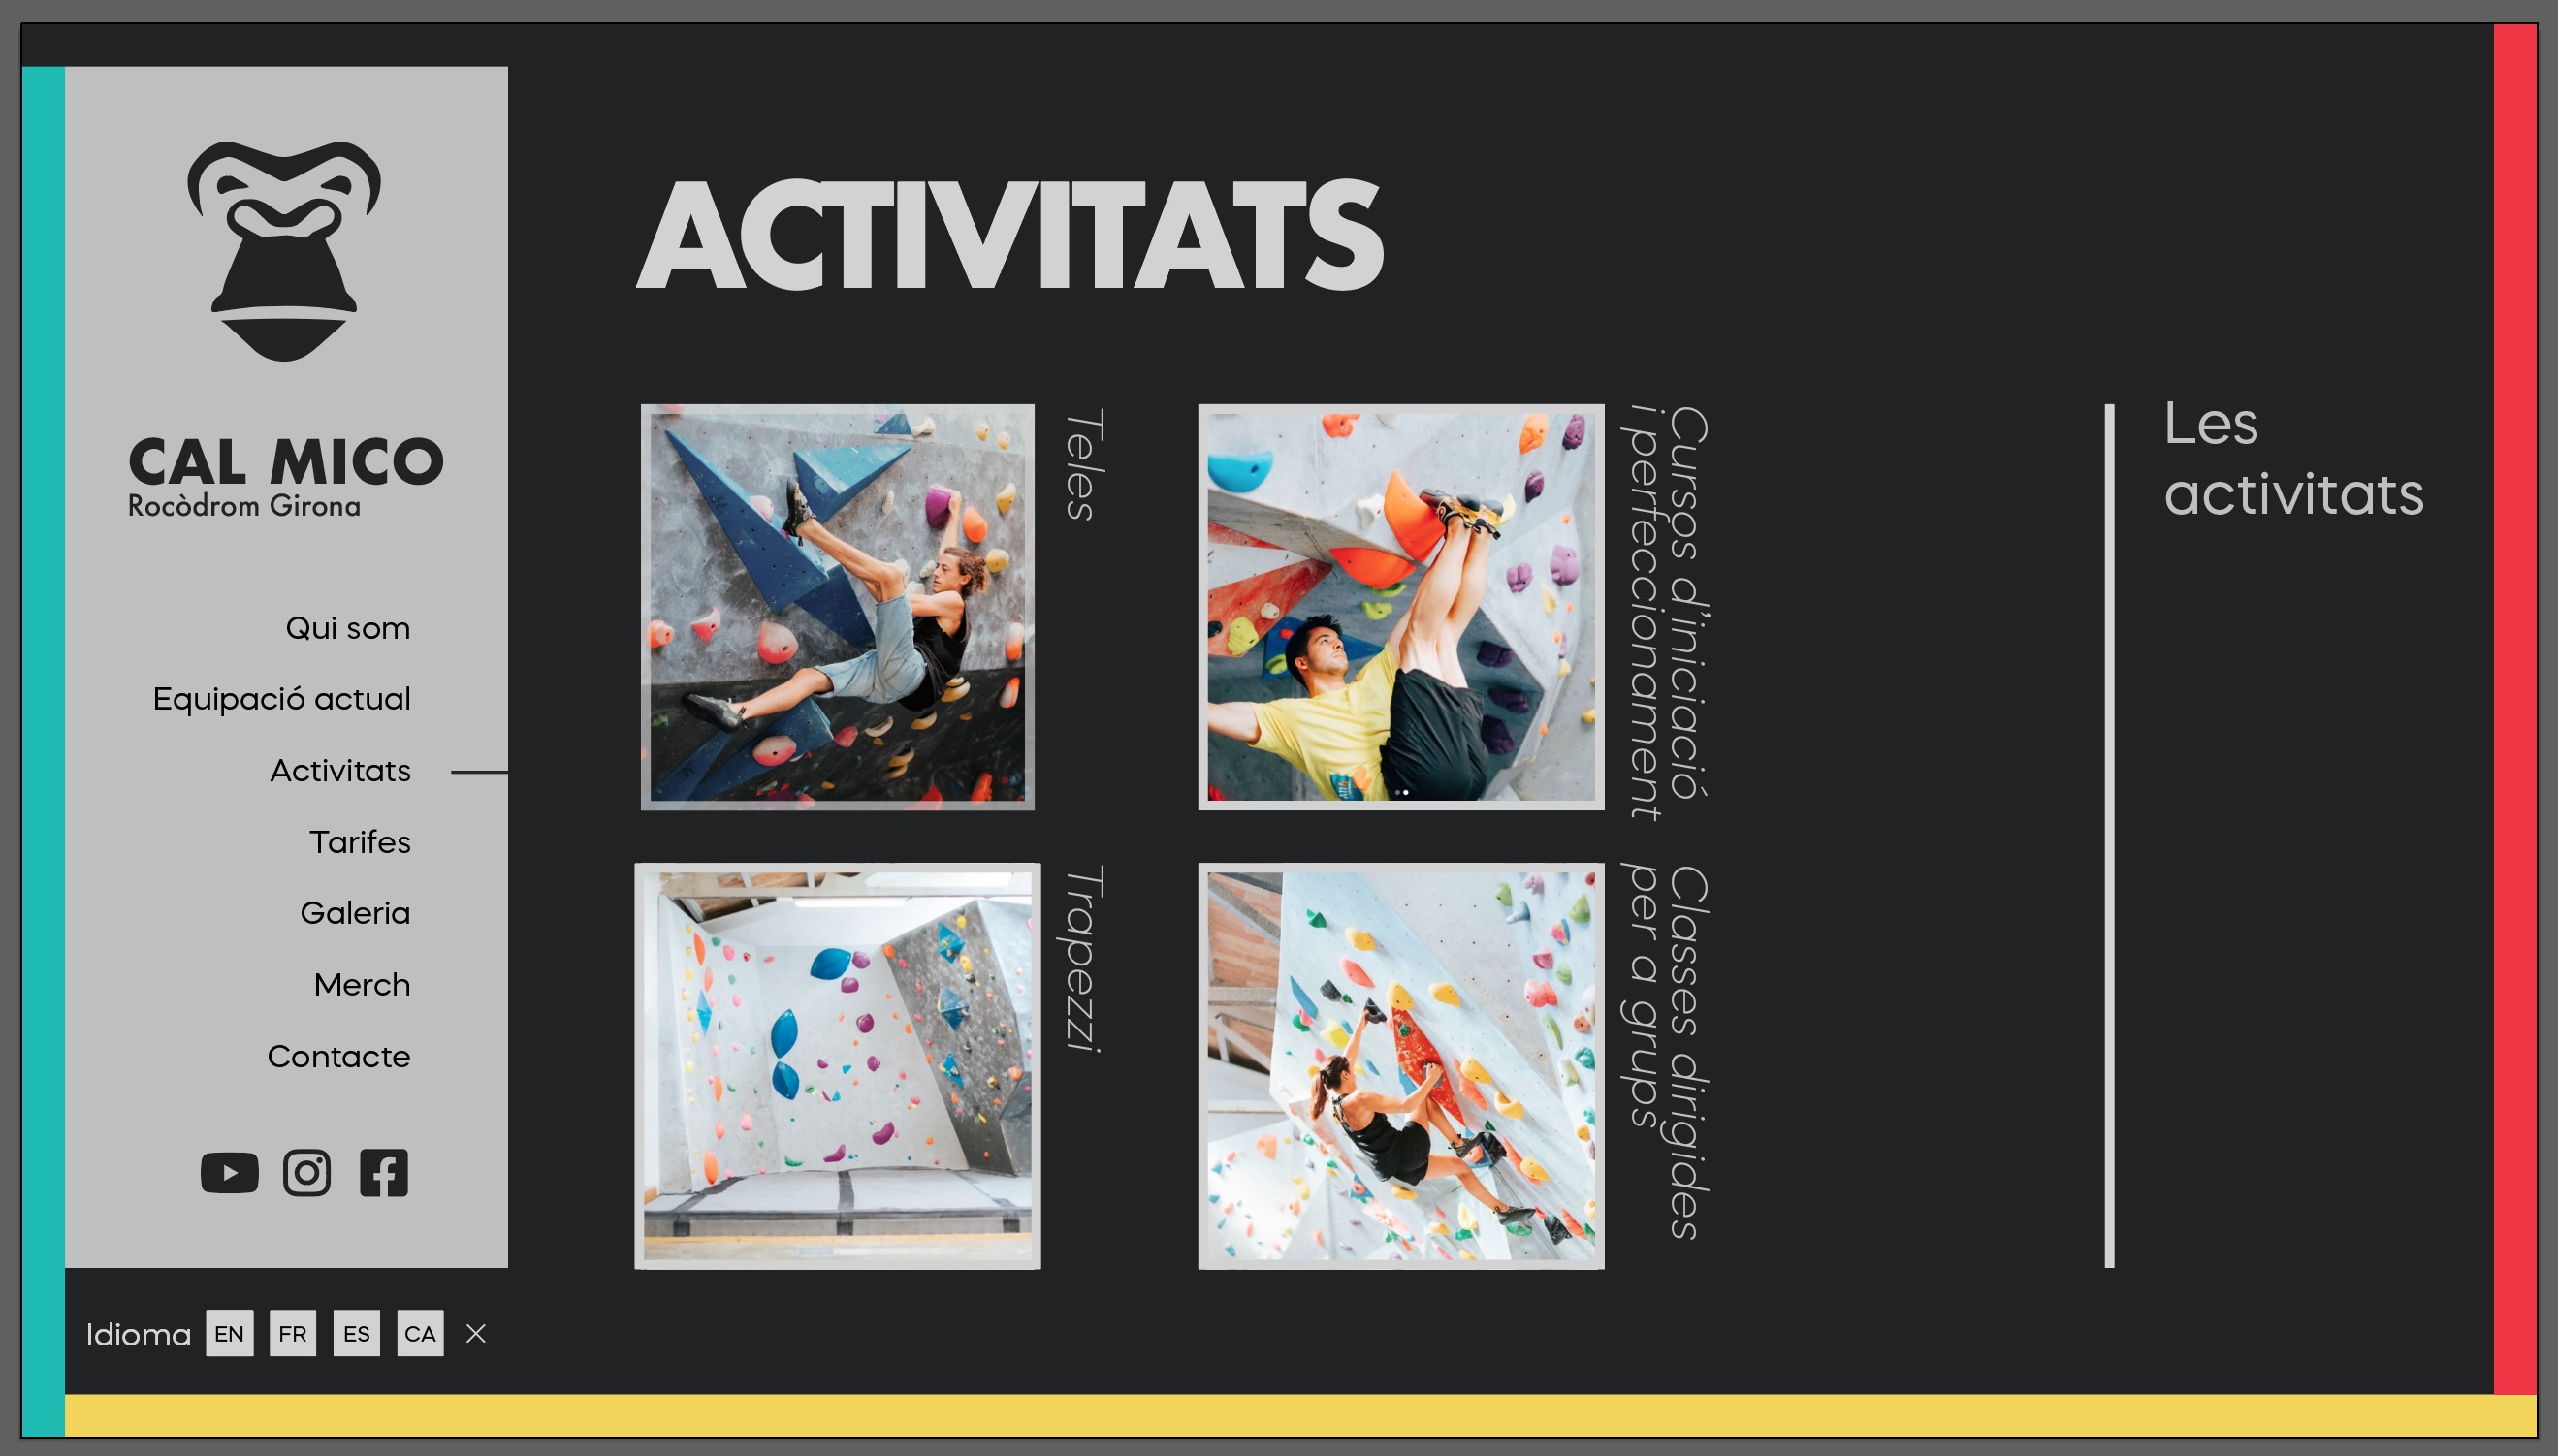 CAL MICO
Rocòdrom Girona
Qui som
Equipació actual
Activitats
Tarifes
Galeria
Merch
Contacte
Idioma EN FR ES CA
ACTIVITATS
Teles
Cursos d'iniciació
i perfeccionament
Trapezzi
Classes dirigides
per a grups
Les
activitats